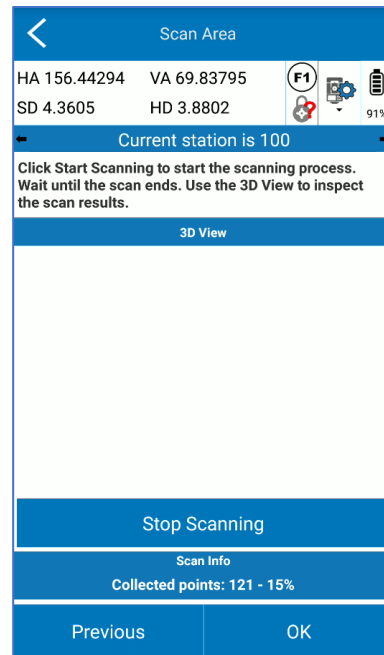 Scan Area
HA 156.44294 VA 69.83795
F1
SD 4.3605 HD 3.8802
91%
Current station is 100
Click Start Scanning to start the scanning process.
Wait until the scan ends. Use the 3D View to inspect
the scan results.
3D View
Stop Scanning
Scan Info
Collected points: 121 - 15%
Previous OK